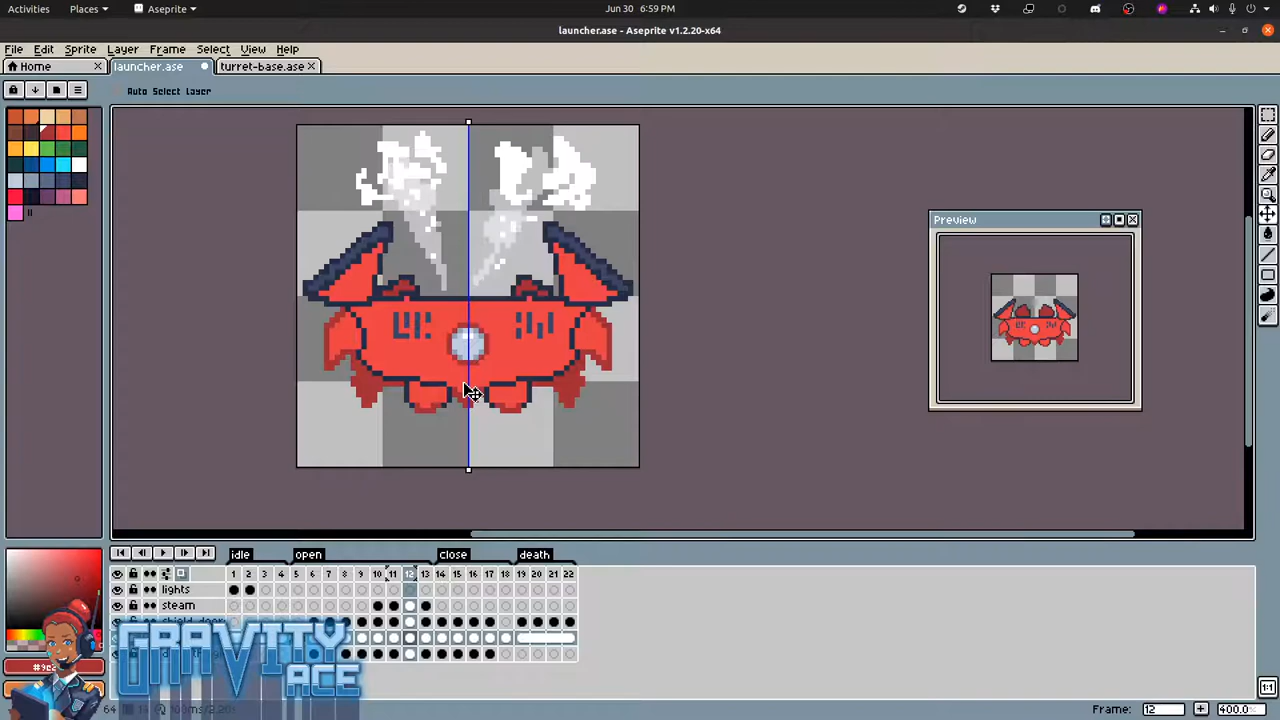 Activities Places Aseprite Jun 30 6:59 PM
launcher.ase - Aseprite v1.2.20-x64
File Edit Sprite Layer Frame Select View Help
Home launcher.ase turret-base.ase
Auto Select Layer
Preview
idle open close death
1 2 3 4 5 6 7 8 9 10 11 12 13 14 15 16 17 18 19 20 21 22
lights
steam
GRAVITY
ACE
Frame: 12 400.0
1:1